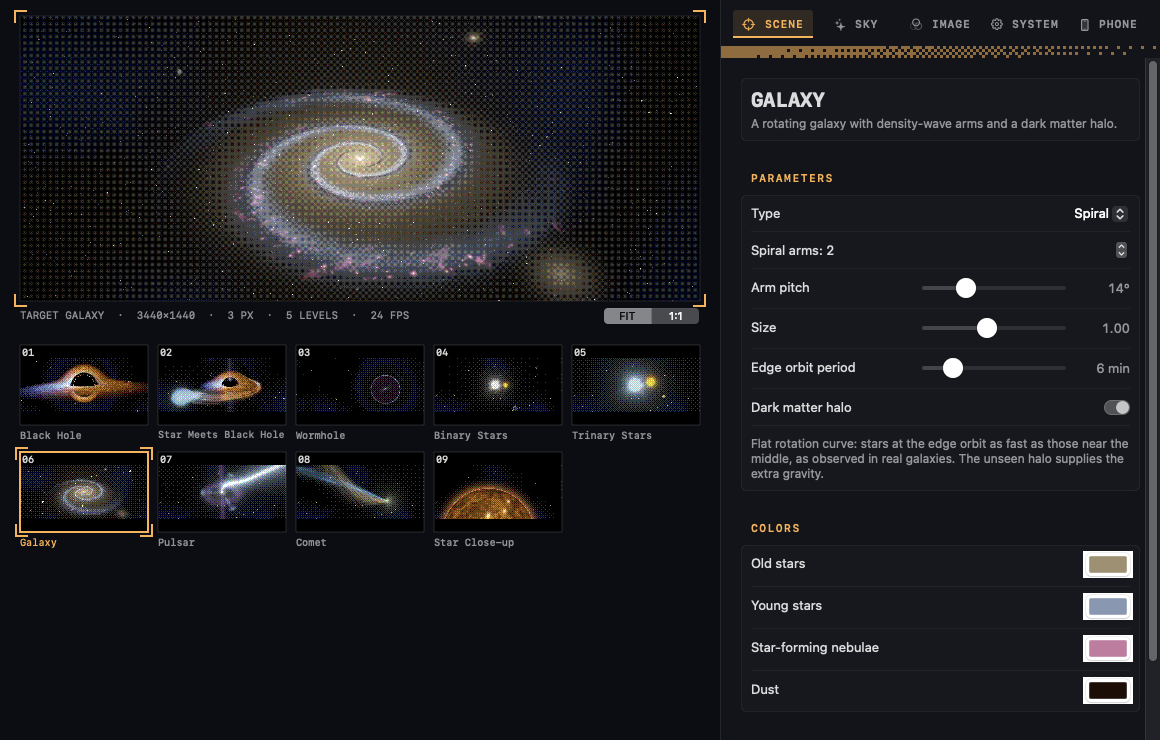 SCENE
SKY
IMAGE
SYSTEM
PHONE
TARGET GALAXY · 3440×1440 · 3 PX · 5 LEVELS · 24 FPS
FIT 1:1
01
Black Hole
02
Star Meets Black Hole
03
Wormhole
04
Binary Stars
05
Trinary Stars
06
Galaxy
07
Pulsar
08
Comet
09
Star Close-up
GALAXY
A rotating galaxy with density-wave arms and a dark matter halo.
PARAMETERS
Type Spiral
Spiral arms: 2
Arm pitch 14°
Size 1.00
Edge orbit period 6 min
Dark matter halo
Flat rotation curve: stars at the edge orbit as fast as those near the
middle, as observed in real galaxies. The unseen halo supplies the
extra gravity.
COLORS
Old stars
Young stars
Star-forming nebulae
Dust